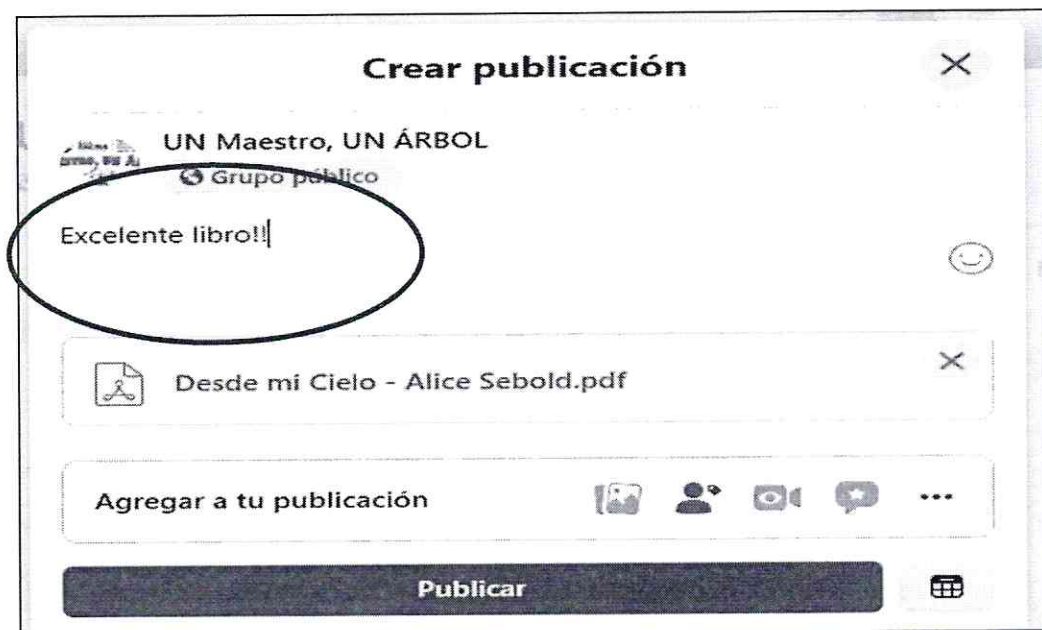 Crear publicación
UN Maestro, UN ÁRBOL
Grupo público
Excelente libro!!
Desde mi Cielo - Alice Sebold.pdf
Agregar a tu publicación
Publicar